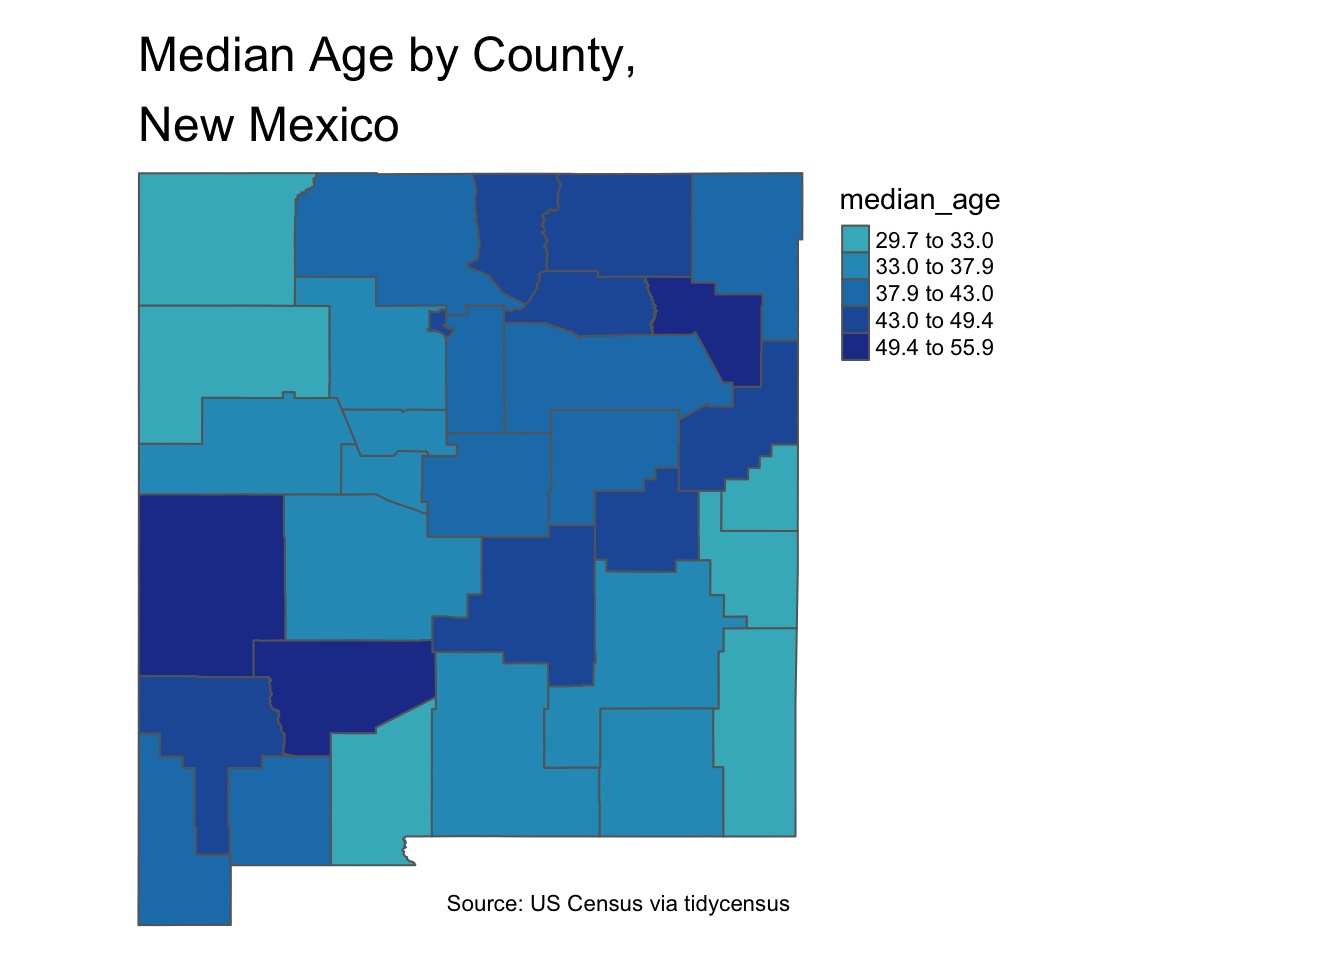 Median Age by County,
New Mexico
median_age
29.7 to 33.0
33.0 to 37.9
37.9 to 43.0
43.0 to 49.4
49.4 to 55.9
Source: US Census via tidycensus